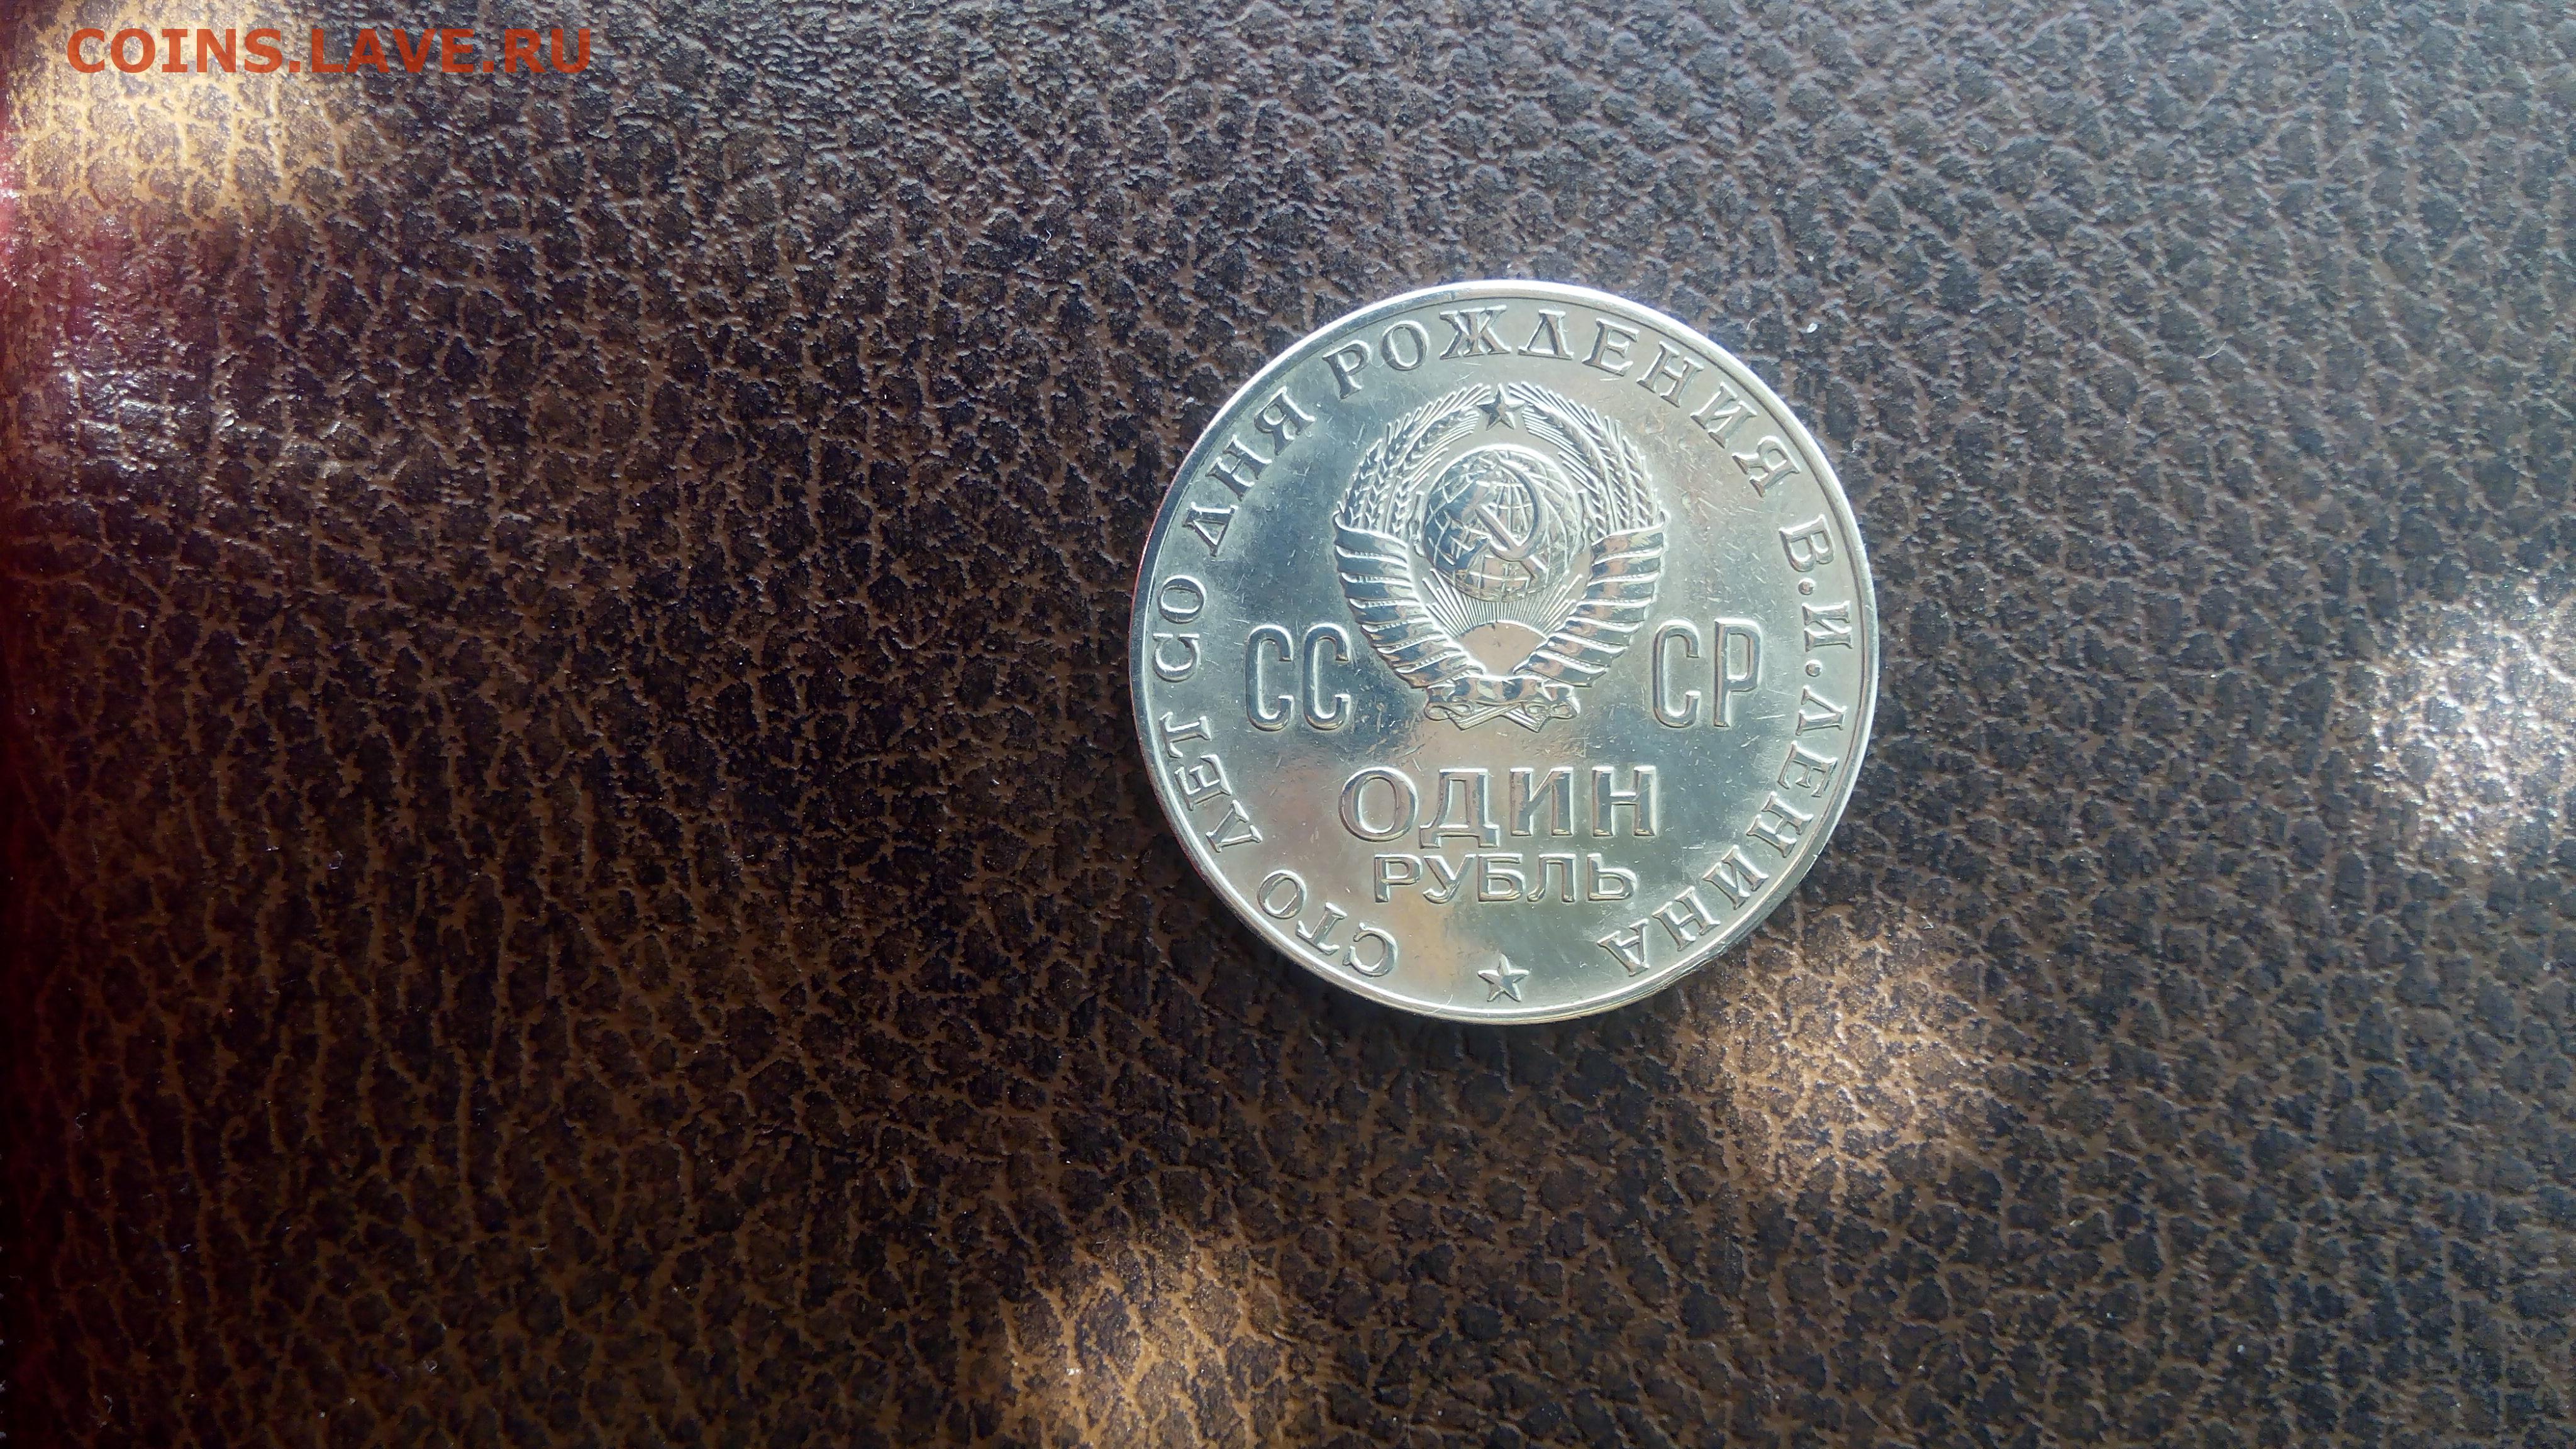 COINS.LAVE.RU
СТО ЛЕТ СО ДНЯ РОЖДЕНИЯ В.И.ЛЕНИНА
СС СР
ОДИН
РУБЛЬ